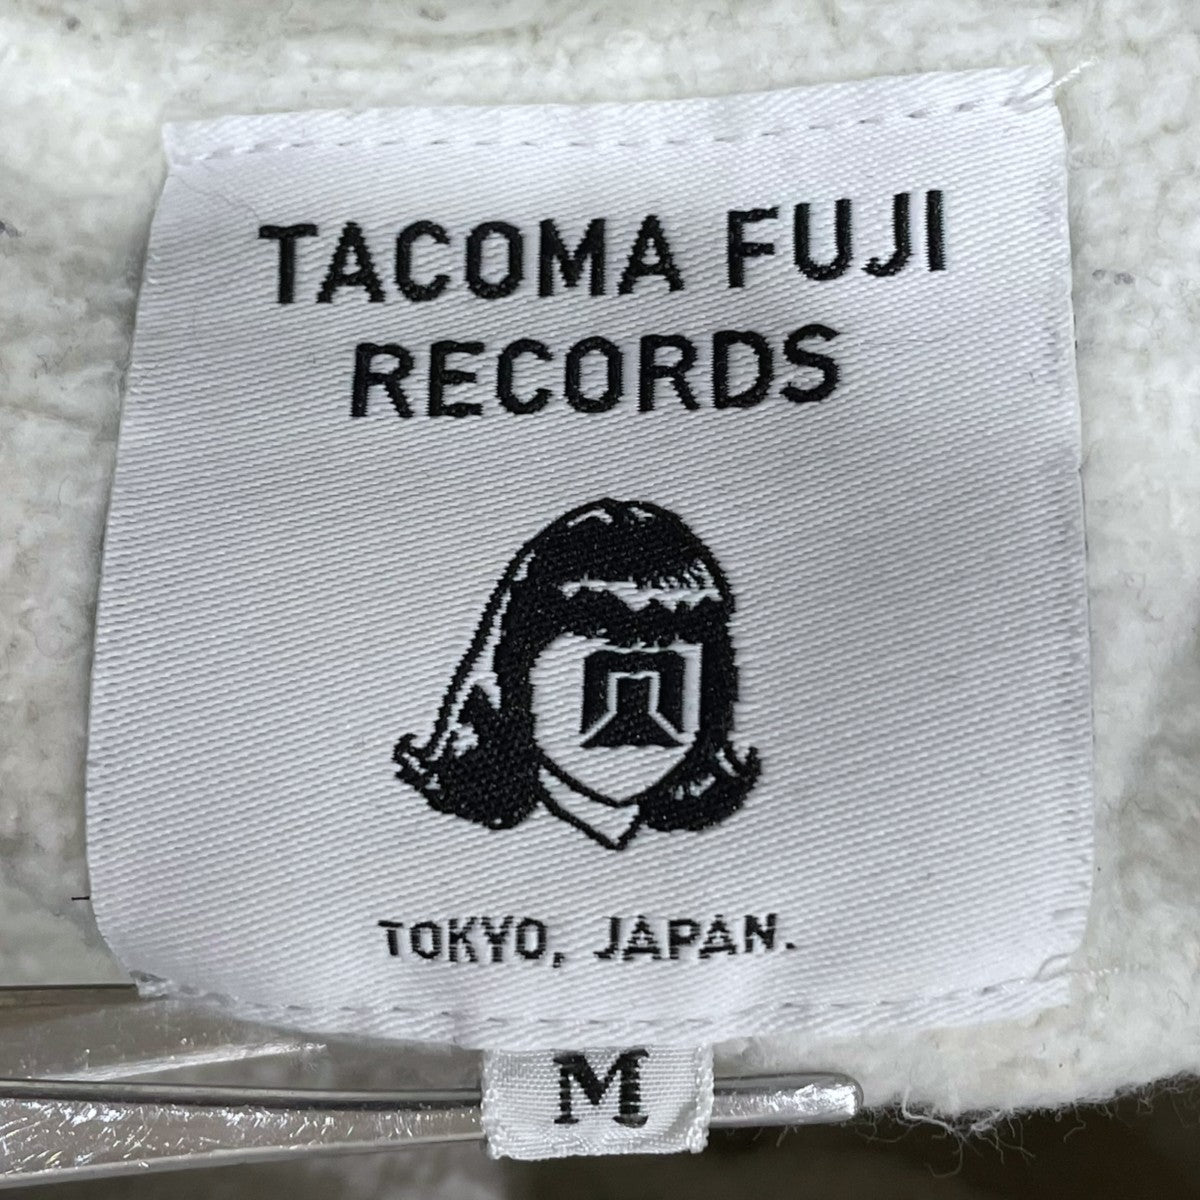 TACOMA FUJI
RECORDS
TOKYO, JAPAN.
M